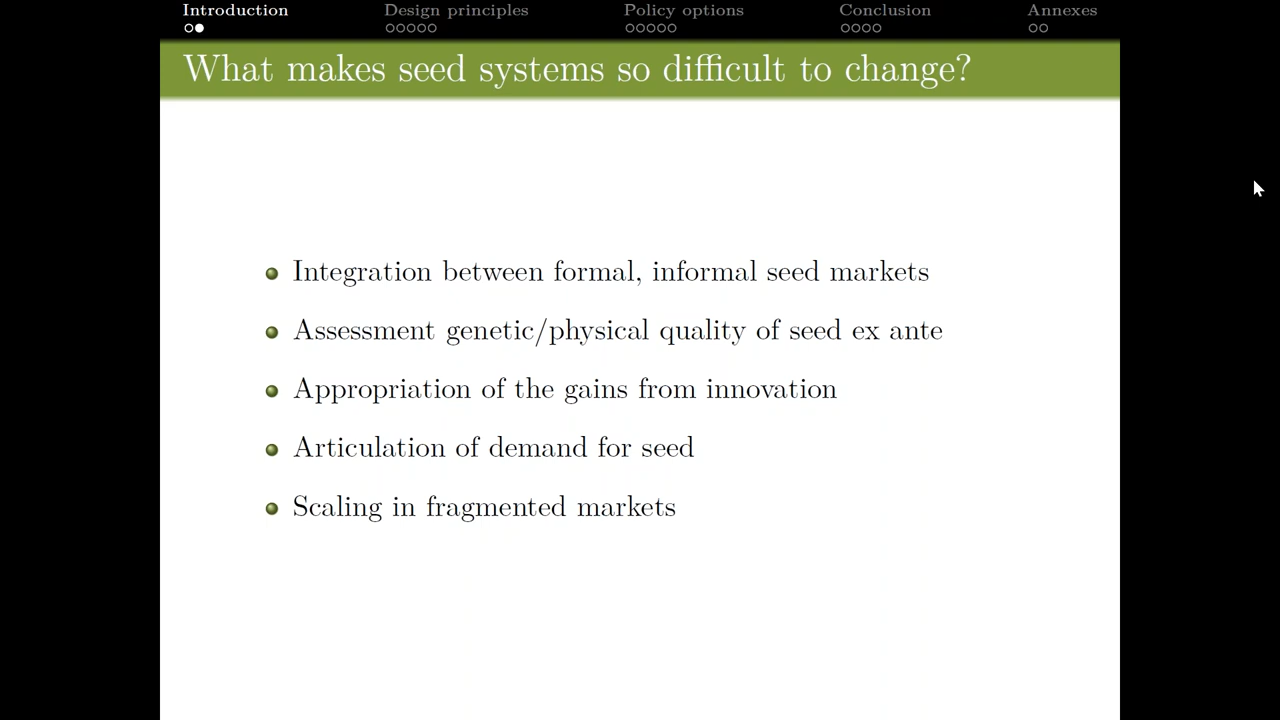 Introduction Design principles Policy options Conclusion Annexes
What makes seed systems so difficult to change?
Integration between formal, informal seed markets
Assessment genetic/physical quality of seed ex ante
Appropriation of the gains from innovation
Articulation of demand for seed
Scaling in fragmented markets